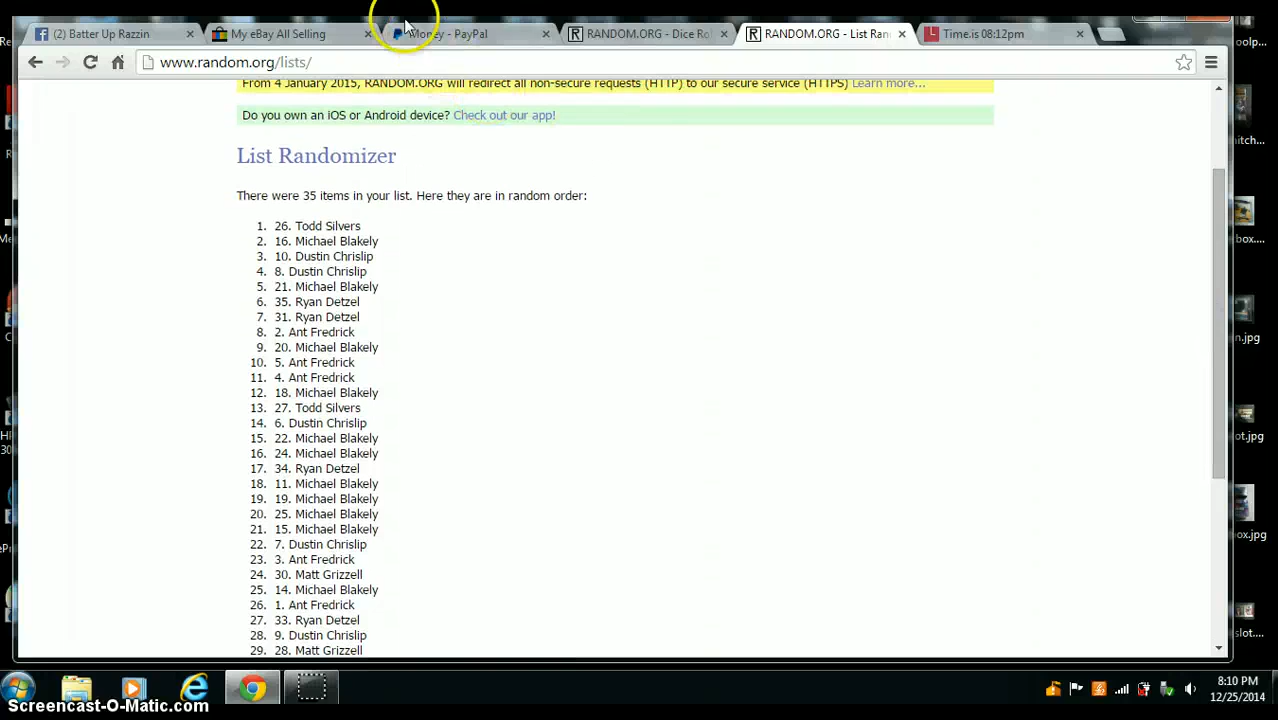 (2) Batter Up Razzin
My eBay All Selling
Money - PayPal
RANDOM.ORG - Dice Rol
RANDOM.ORG - List Ran
Time.is 08:12pm
www.random.org/lists/
From 4 January 2015, RANDOM.ORG will redirect all non-secure requests (HTTP) to our secure service (HTTPS) Learn more...
Do you own an iOS or Android device? Check out our app!
List Randomizer
There were 35 items in your list. Here they are in random order:
1. 26. Todd Silvers
2. 16. Michael Blakely
3. 10. Dustin Chrislip
4. 8. Dustin Chrislip
5. 21. Michael Blakely
6. 35. Ryan Detzel
7. 31. Ryan Detzel
8. 2. Ant Fredrick
9. 20. Michael Blakely
10. 5. Ant Fredrick
11. 4. Ant Fredrick
12. 18. Michael Blakely
13. 27. Todd Silvers
14. 6. Dustin Chrislip
15. 22. Michael Blakely
16. 24. Michael Blakely
17. 34. Ryan Detzel
18. 11. Michael Blakely
19. 19. Michael Blakely
20. 25. Michael Blakely
21. 15. Michael Blakely
22. 7. Dustin Chrislip
23. 3. Ant Fredrick
24. 30. Matt Grizzell
25. 14. Michael Blakely
26. 1. Ant Fredrick
27. 33. Ryan Detzel
28. 9. Dustin Chrislip
29. 28. Matt Grizzell
8:10 PM
12/25/2014
Screencast-O-Matic.com